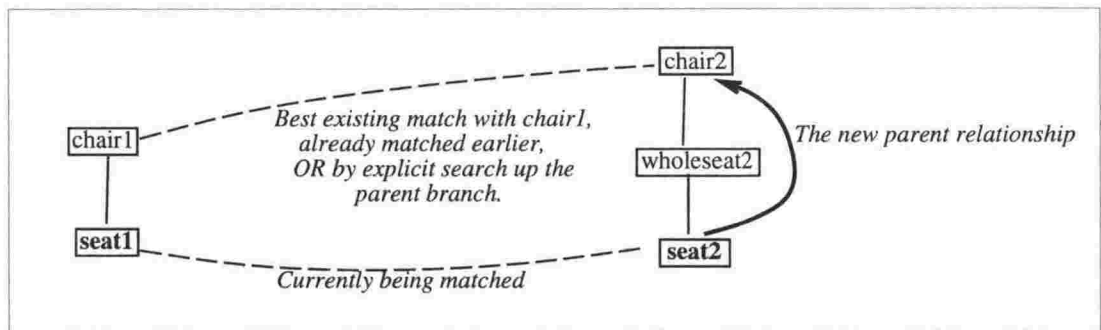 chair2
Best existing match with chair1,
already matched earlier,
OR by explicit search up the
parent branch.
The new parent relationship
chair1
wholeseat2
seat1
seat2
Currently being matched